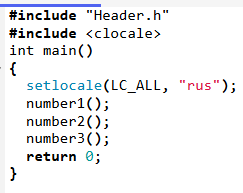 #include "Header.h"
#include <clocale>
int main()
{
  setlocale(LC_ALL, "rus");
  number1();
  number2();
  number3();
  return 0;
}